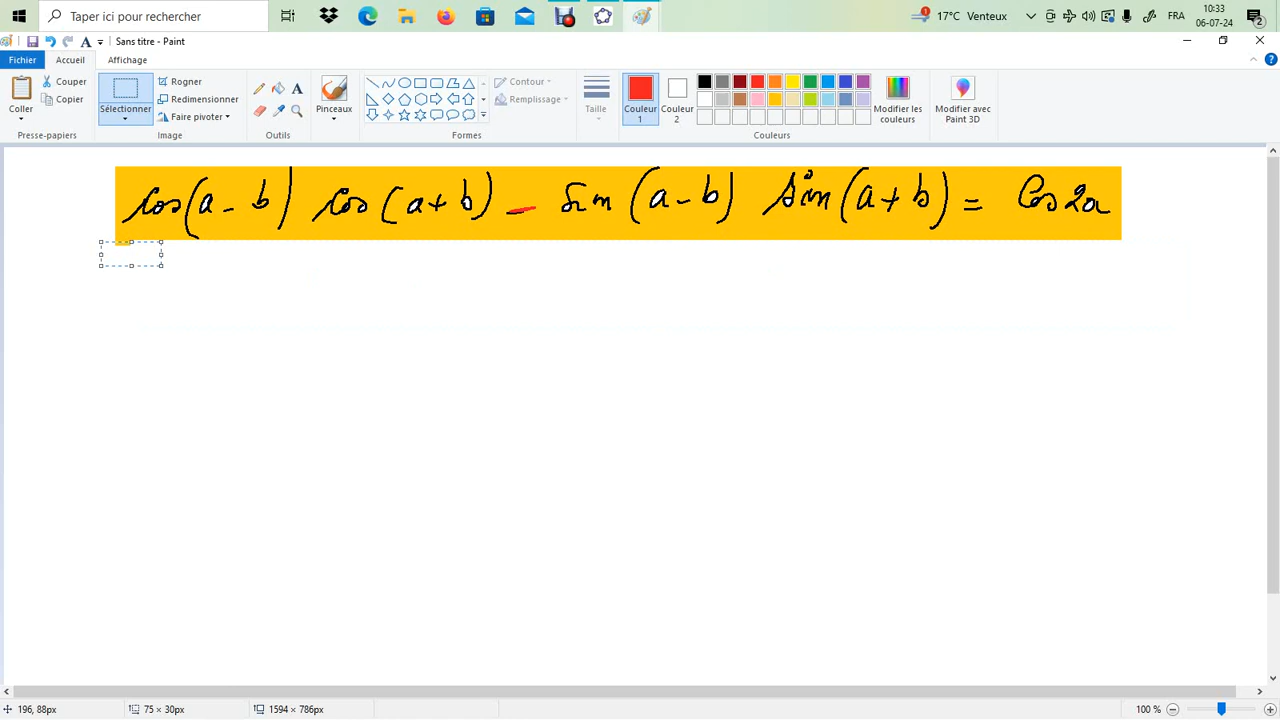 Taper ici pour rechercher 17°C Venteux FRA 10:33 06-07-24 2
Sans titre - Paint
Fichier Accueil Affichage
Coller Couper Copier Presse-papiers
Sélectionner Rogner Redimensionner Faire pivoter Image
Outils
Pinceaux
Contour Remplissage Formes
Taille
Couleur 1 Couleur 2 Modifier les couleurs Couleurs
Modifier avec Paint 3D
cos(a - b) cos(a + b) - sin(a - b) sin(a + b) = Cos2a
196, 88px 75 × 30px 1594 × 786px 100 %